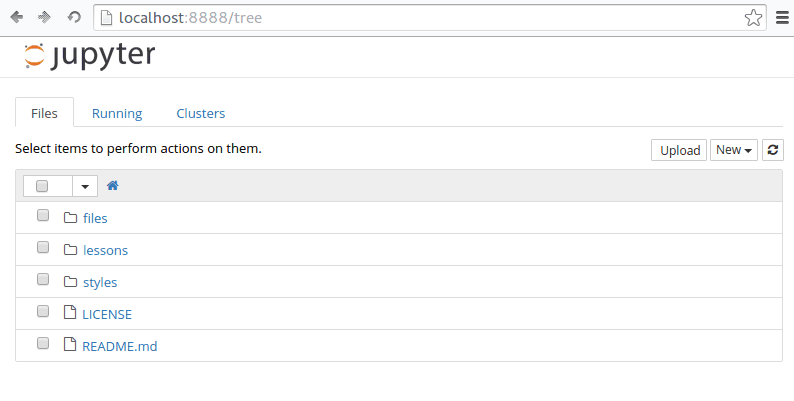 localhost:8888/tree
jupyter
Files Running Clusters
Select items to perform actions on them. Upload New
files
lessons
styles
LICENSE
README.md